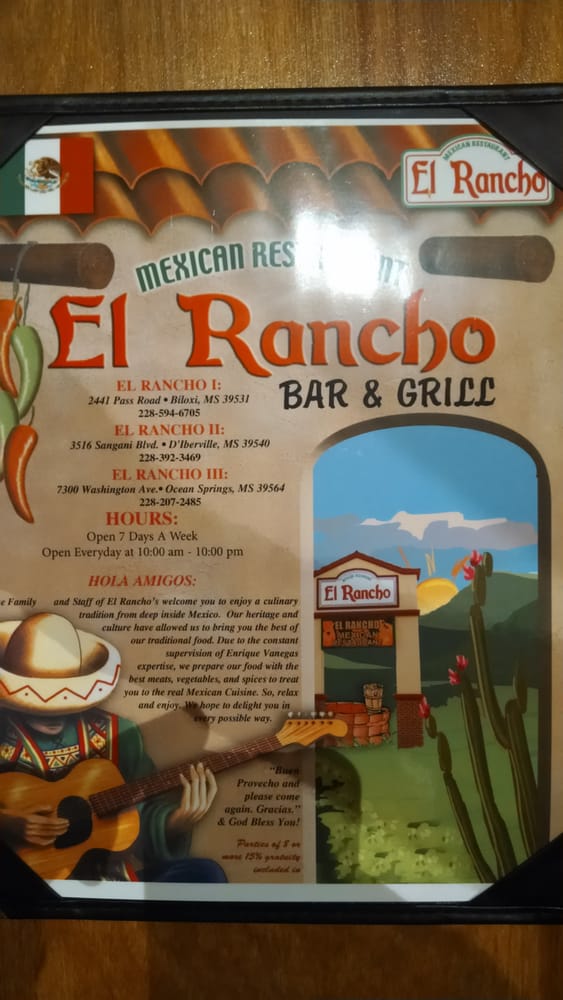 MEXICAN RESTAURANT
El Rancho
MEXICAN
El Rancho
BAR & GRILL
EL RANCHO I:
2441 Pass Road • Biloxi, MS 39531
228-594-6705
EL RANCHO II:
3516 Sangani Blvd. • D'Iberville, MS 39540
228-392-3469
EL RANCHO III:
7300 Washington Ave.• Ocean Springs, MS 39564
228-207-2485
HOURS:
Open 7 Days A Week
Open Everyday at 10:00 am - 10:00 pm
HOLA AMIGOS:
Family and Staff of El Rancho's welcome you to enjoy a culinary
tradition from deep inside Mexico. Our heritage and
culture have allowed us to bring you the best of
our traditional food. Due to the constant
supervision of Enrique Vanegas
expertise, we prepare our food with the
best meats, vegetables, and spices to treat
you to the real Mexican Cuisine. So, relax
and enjoy. We hope to delight you in
every possible way.
"Buen
Provecho and
please come
again. Gracias."
& God Bless You!
Parties of 8 or
more 15% gratuity
included in
El Rancho
EL RANCHOS
MEXICAN
RESTAURANT